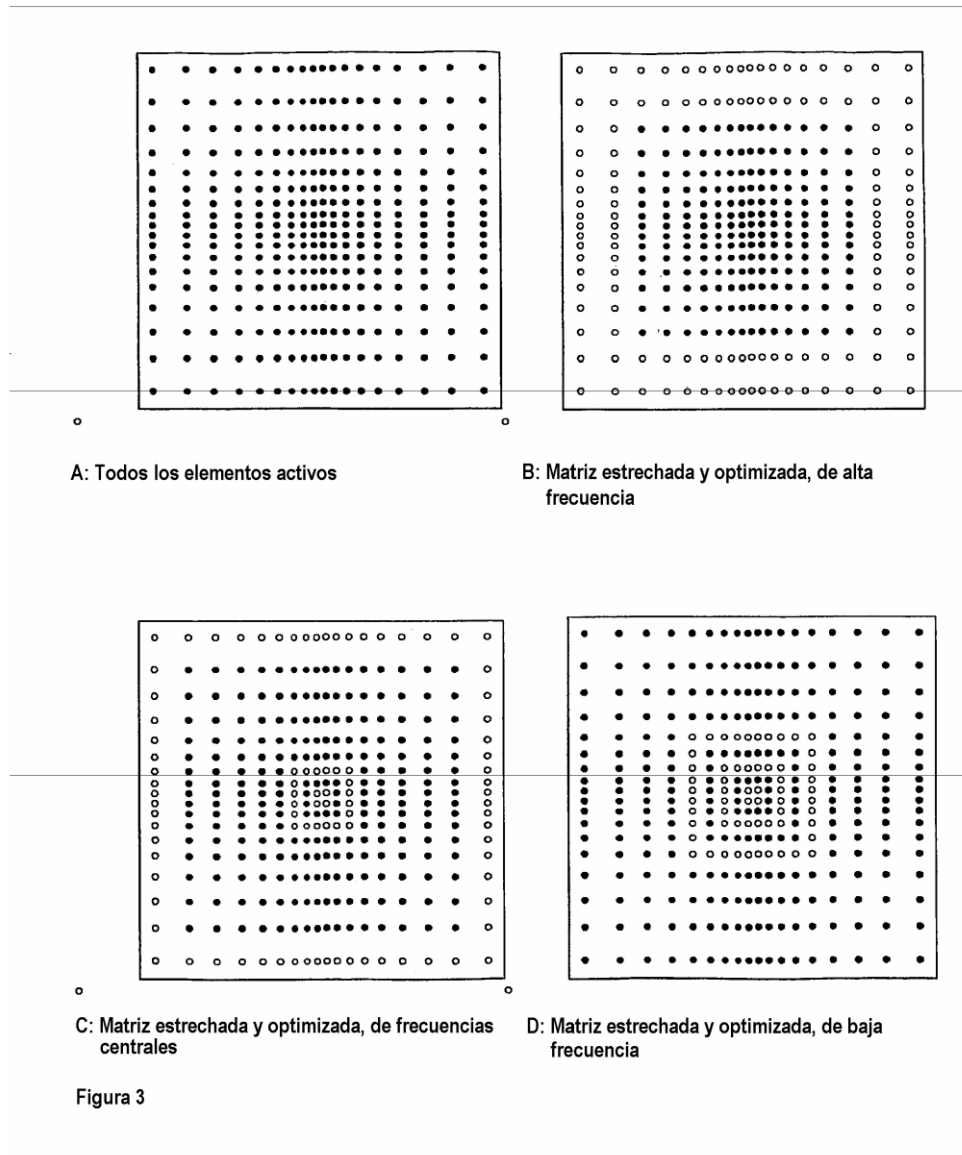 A: Todos los elementos activos
B: Matriz estrechada y optimizada, de alta
frecuencia
C: Matriz estrechada y optimizada, de frecuencias
centrales
D: Matriz estrechada y optimizada, de baja
frecuencia
Figura 3